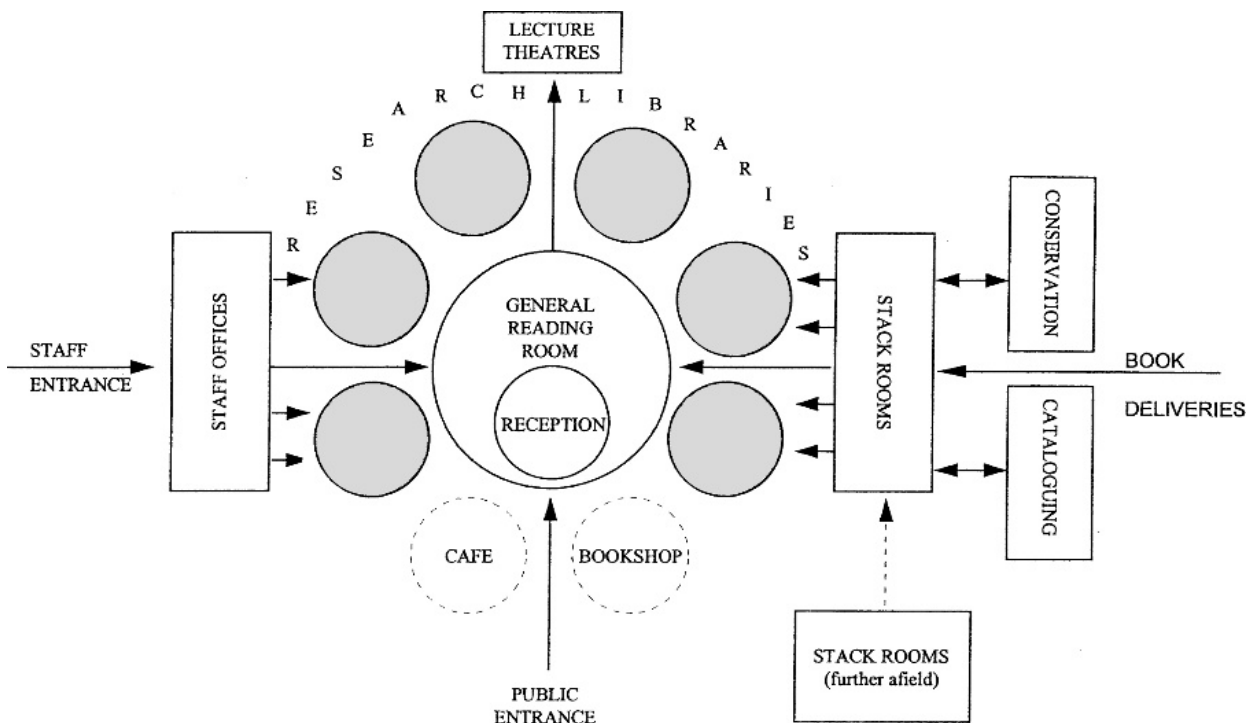 LECTURE
THEATRES
RESEARCH LIBRARIES
STAFF
ENTRANCE
STAFF OFFICES
GENERAL
READING
ROOM
RECEPTION
STACK ROOMS
CONSERVATION
BOOK
DELIVERIES
CATALOGUING
CAFE
BOOKSHOP
STACK ROOMS
(further afield)
PUBLIC
ENTRANCE